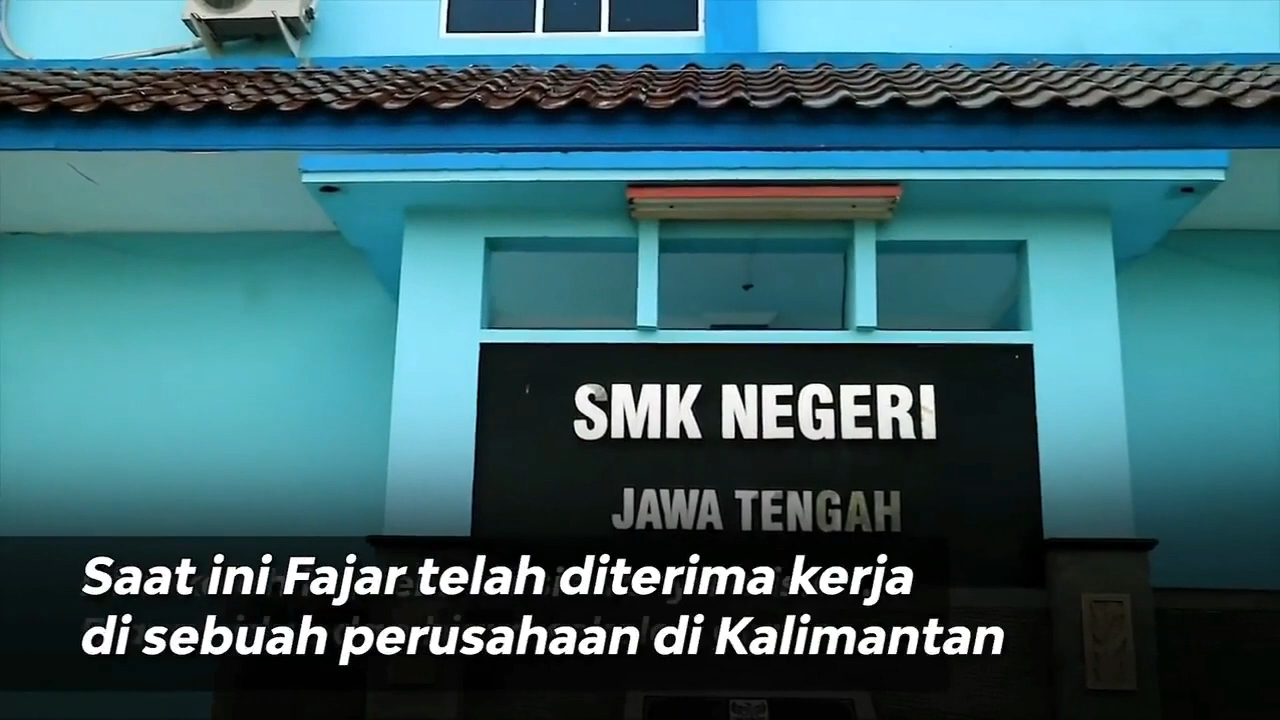 SMK NEGERI
JAWA TENGAH
Saat ini Fajar telah diterima kerja
di sebuah perusahaan di Kalimantan